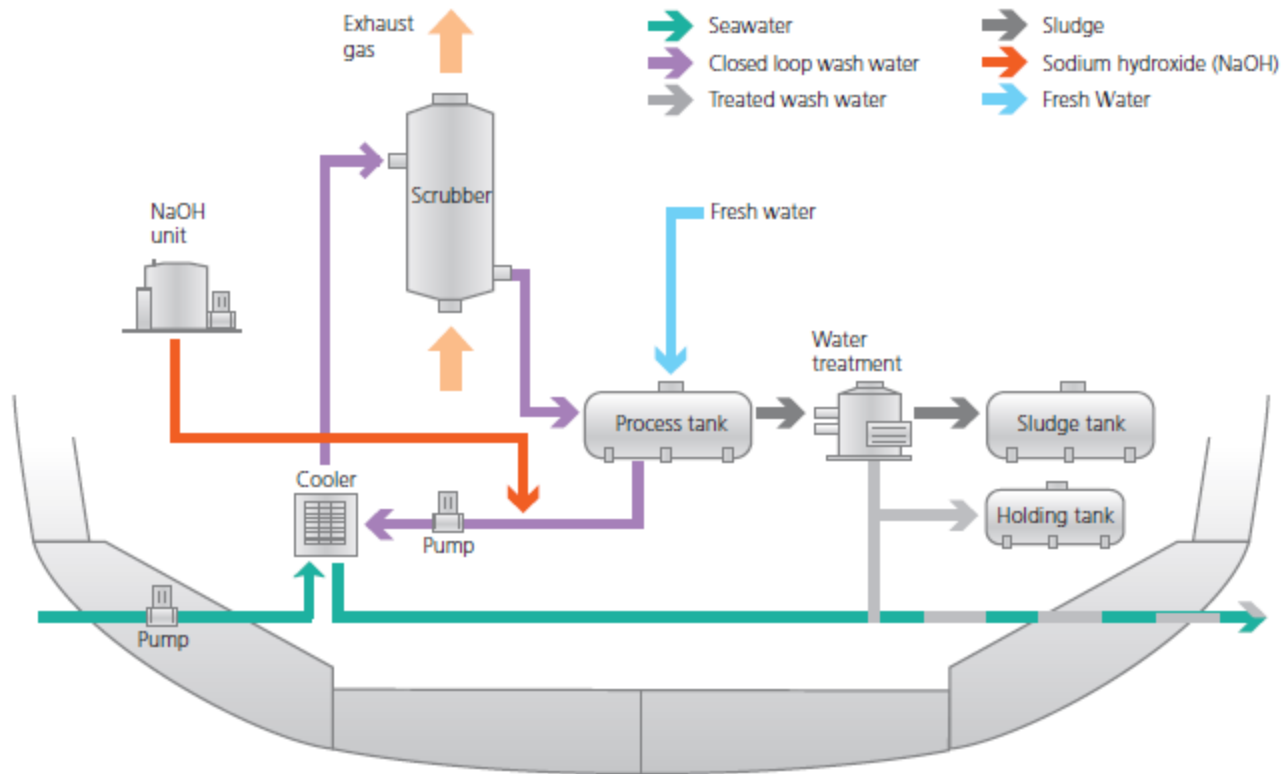 Exhaust
gas
Seawater
Closed loop wash water
Treated wash water
Sludge
Sodium hydroxide (NaOH)
Fresh Water
Scrubber
NaOH
unit
Fresh water
Water
treatment
Process tank
Sludge tank
Cooler
Holding tank
Pump
Pump